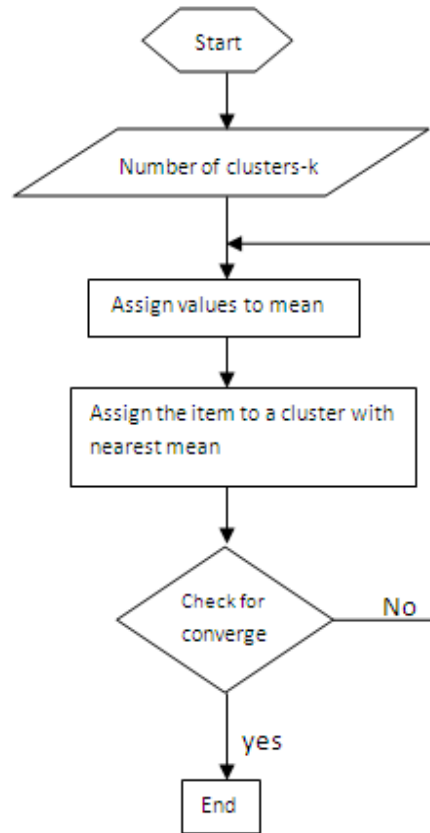 Start
Number of clusters-k
Assign values to mean
Assign the item to a cluster with
nearest mean
Check for
converge
No
yes
End